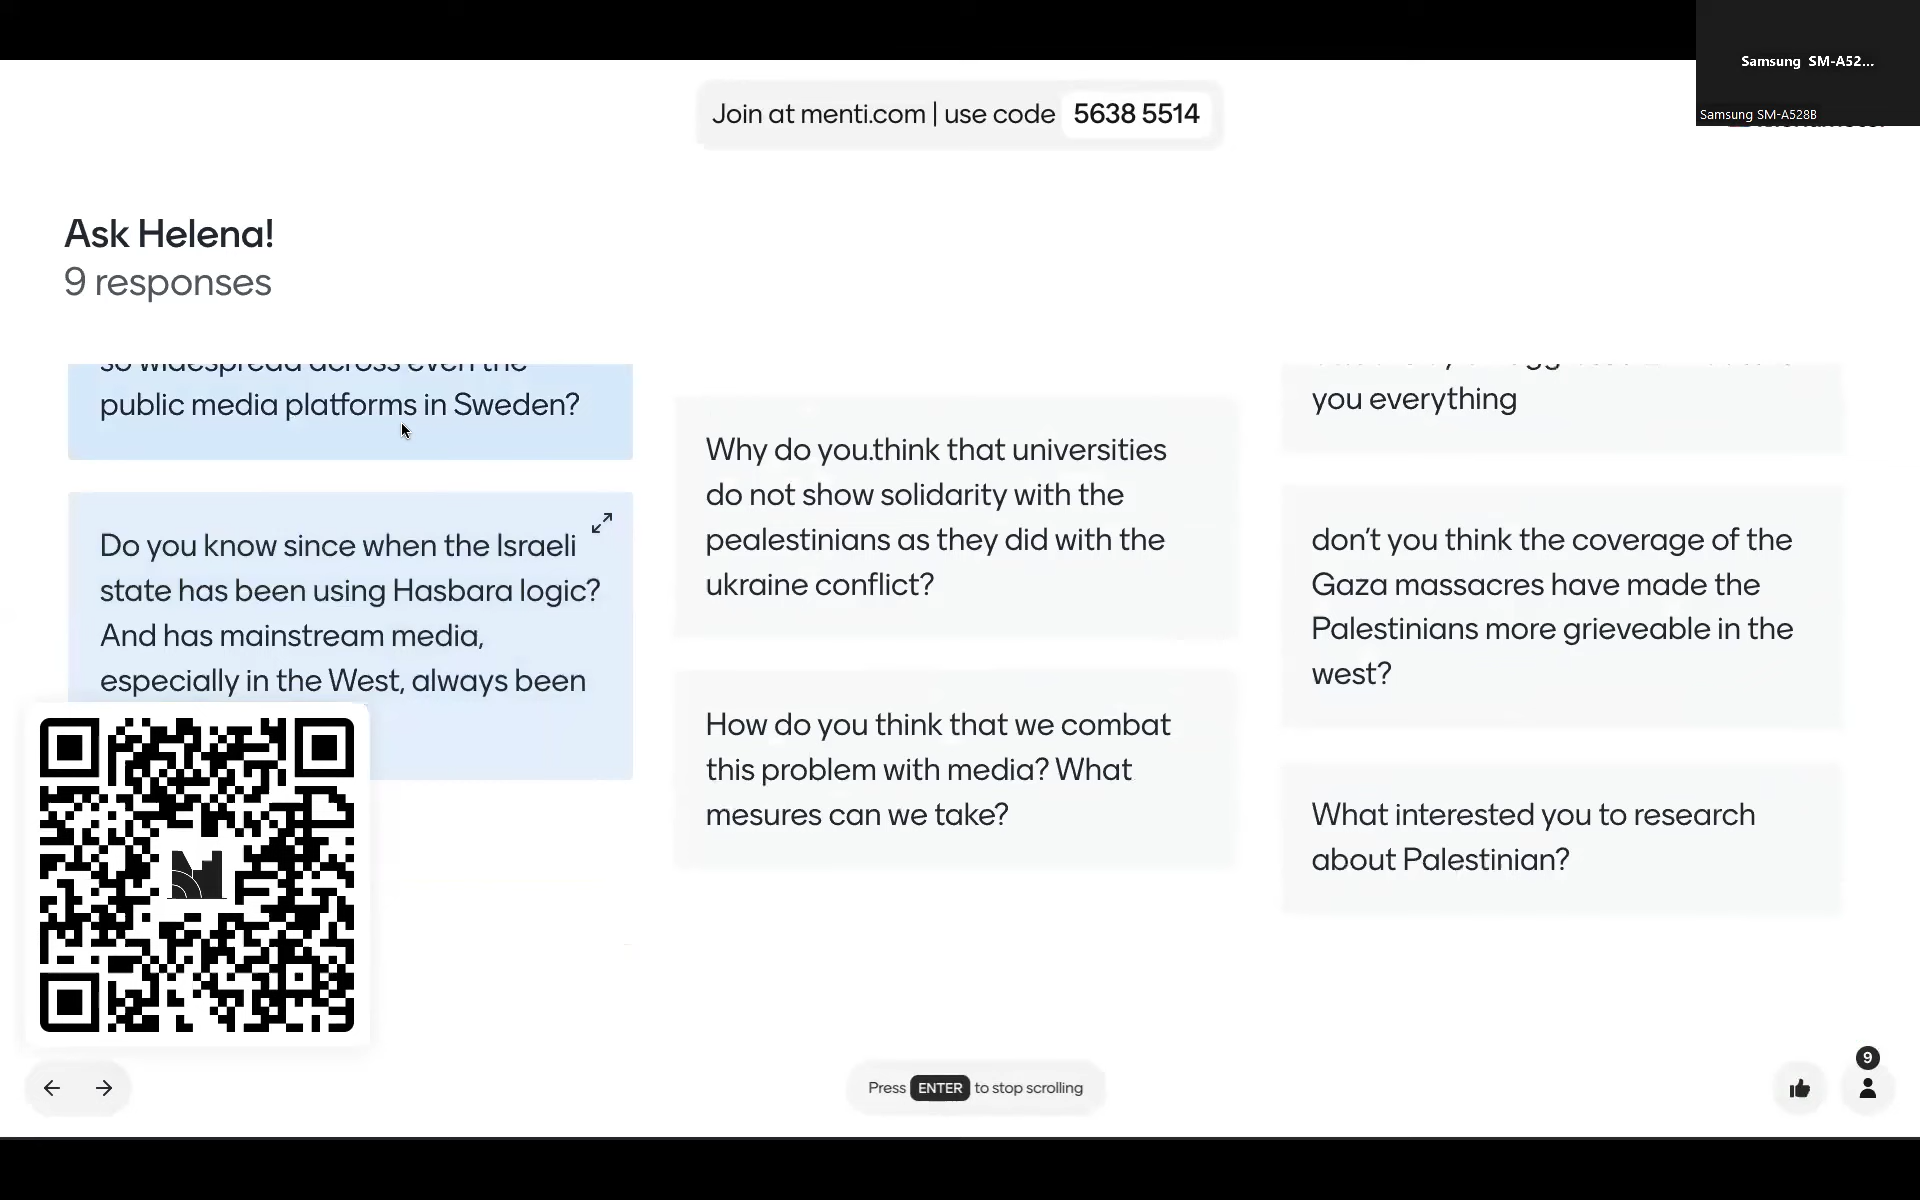 Samsung SM-A52...
Samsung SM-A528B
Join at menti.com | use code 5638 5514
Ask Helena!
9 responses
so widespread across even the
public media platforms in Sweden?
Do you know since when the Israeli
state has been using Hasbara logic?
And has mainstream media,
especially in the West, always been
Why do you.think that universities
do not show solidarity with the
pealestinians as they did with the
ukraine conflict?
How do you think that we combat
this problem with media? What
mesures can we take?
you everything
don't you think the coverage of the
Gaza massacres have made the
Palestinians more grieveable in the
west?
What interested you to research
about Palestinian?
Press ENTER to stop scrolling
9